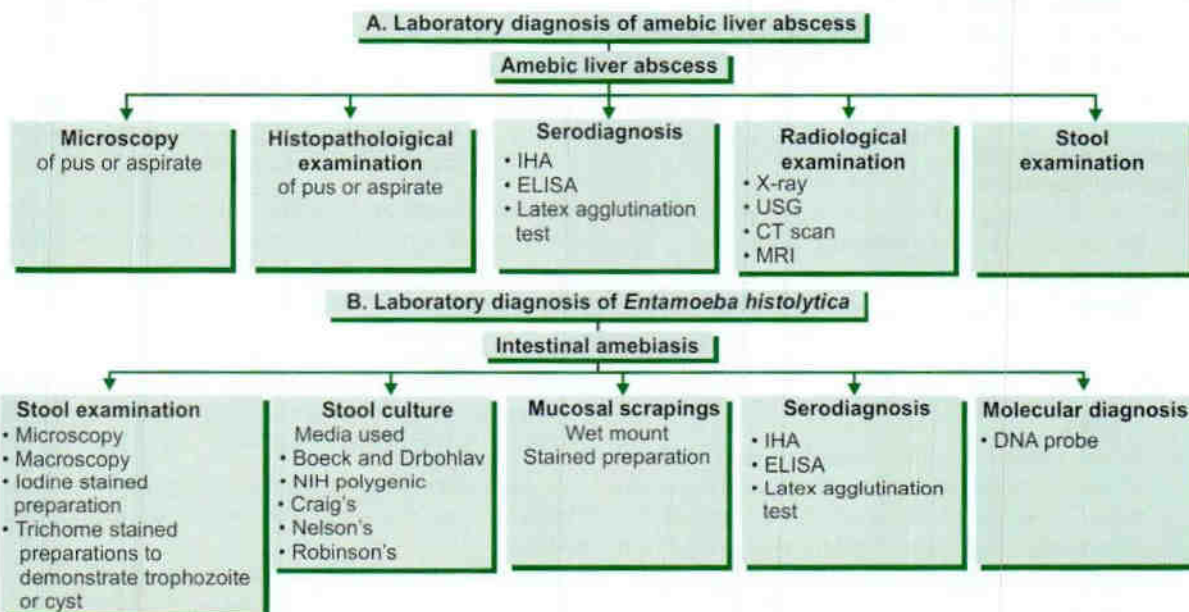 A. Laboratory diagnosis of amebic liver abscess
Amebic liver abscess
Microscopy
of pus or aspirate
Histopatholoigical
examination
of pus or aspirate
Serodiagnosis
• IHA
• ELISA
• Latex agglutination
test
Radiological
examination
• X-ray
• USG
• CT scan
• MRI
Stool
examination
B. Laboratory diagnosis of Entamoeba histolytica
Intestinal amebiasis
Stool examination
• Microscopy
• Macroscopy
• Iodine stained
preparation
• Trichome stained
preparations to
demonstrate trophozoite
or cyst
Stool culture
Media used
• Boeck and Drbohlav
• NIH polygenic
• Craig's
• Nelson's
• Robinson's
Mucosal scrapings
Wet mount
Stained preparation
Serodiagnosis
• IHA
• ELISA
• Latex agglutination
test
Molecular diagnosis
• DNA probe